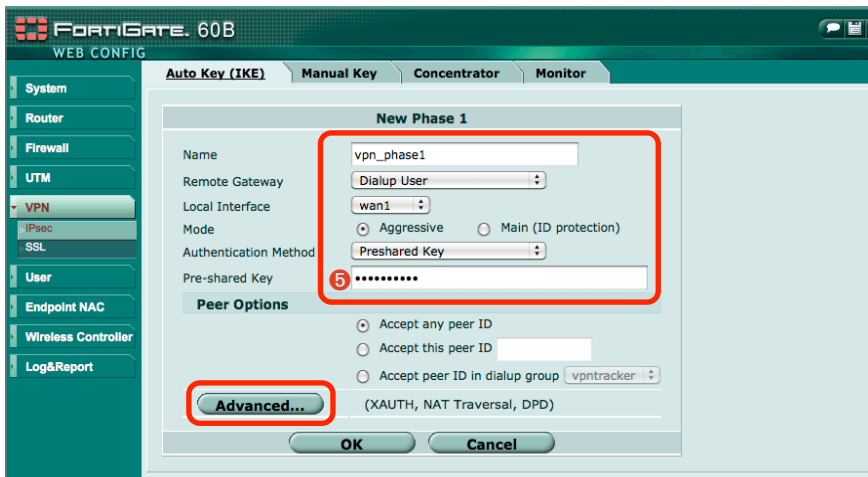 FORTIGATE. 60B
WEB CONFIG
Auto Key (IKE) Manual Key Concentrator Monitor
System
Router
Firewall
UTM
VPN
IPsec
SSL
User
Endpoint NAC
Wireless Controller
Log&Report
New Phase 1
Name vpn_phase1
Remote Gateway Dialup User
Local Interface wan1
Mode Aggressive Main (ID protection)
Authentication Method Preshared Key
Pre-shared Key 5 ••••••••••
Peer Options
Accept any peer ID
Accept this peer ID
Accept peer ID in dialup group vpntracker
Advanced... (XAUTH, NAT Traversal, DPD)
OK Cancel